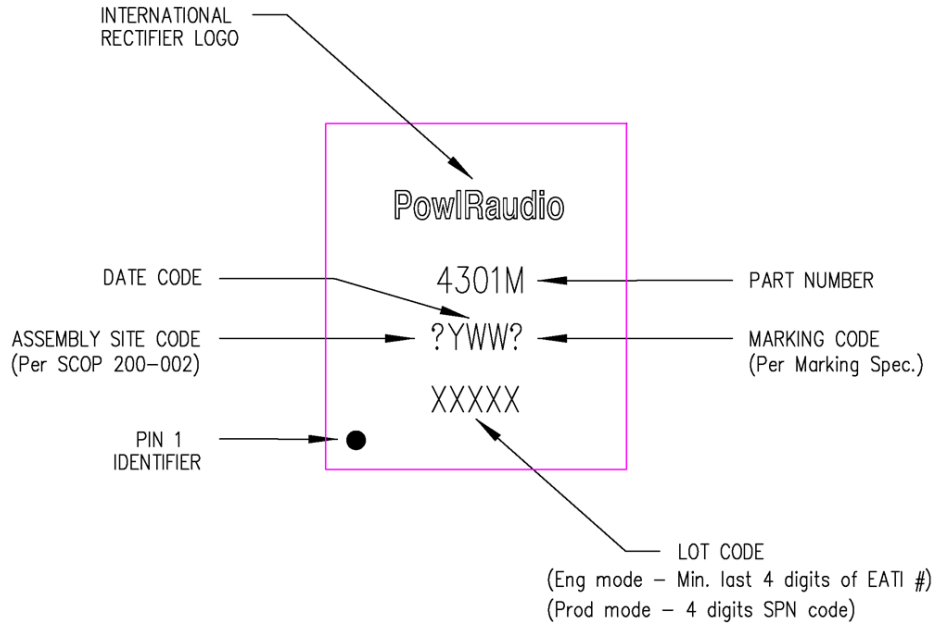 INTERNATIONAL
RECTIFIER LOGO
PowIRaudio
DATE CODE
4301M
PART NUMBER
ASSEMBLY SITE CODE
(Per SCOP 200-002)
?YWW?
MARKING CODE
(Per Marking Spec.)
XXXXX
PIN 1
IDENTIFIER
LOT CODE
(Eng mode - Min. last 4 digits of EATI #)
(Prod mode - 4 digits SPN code)